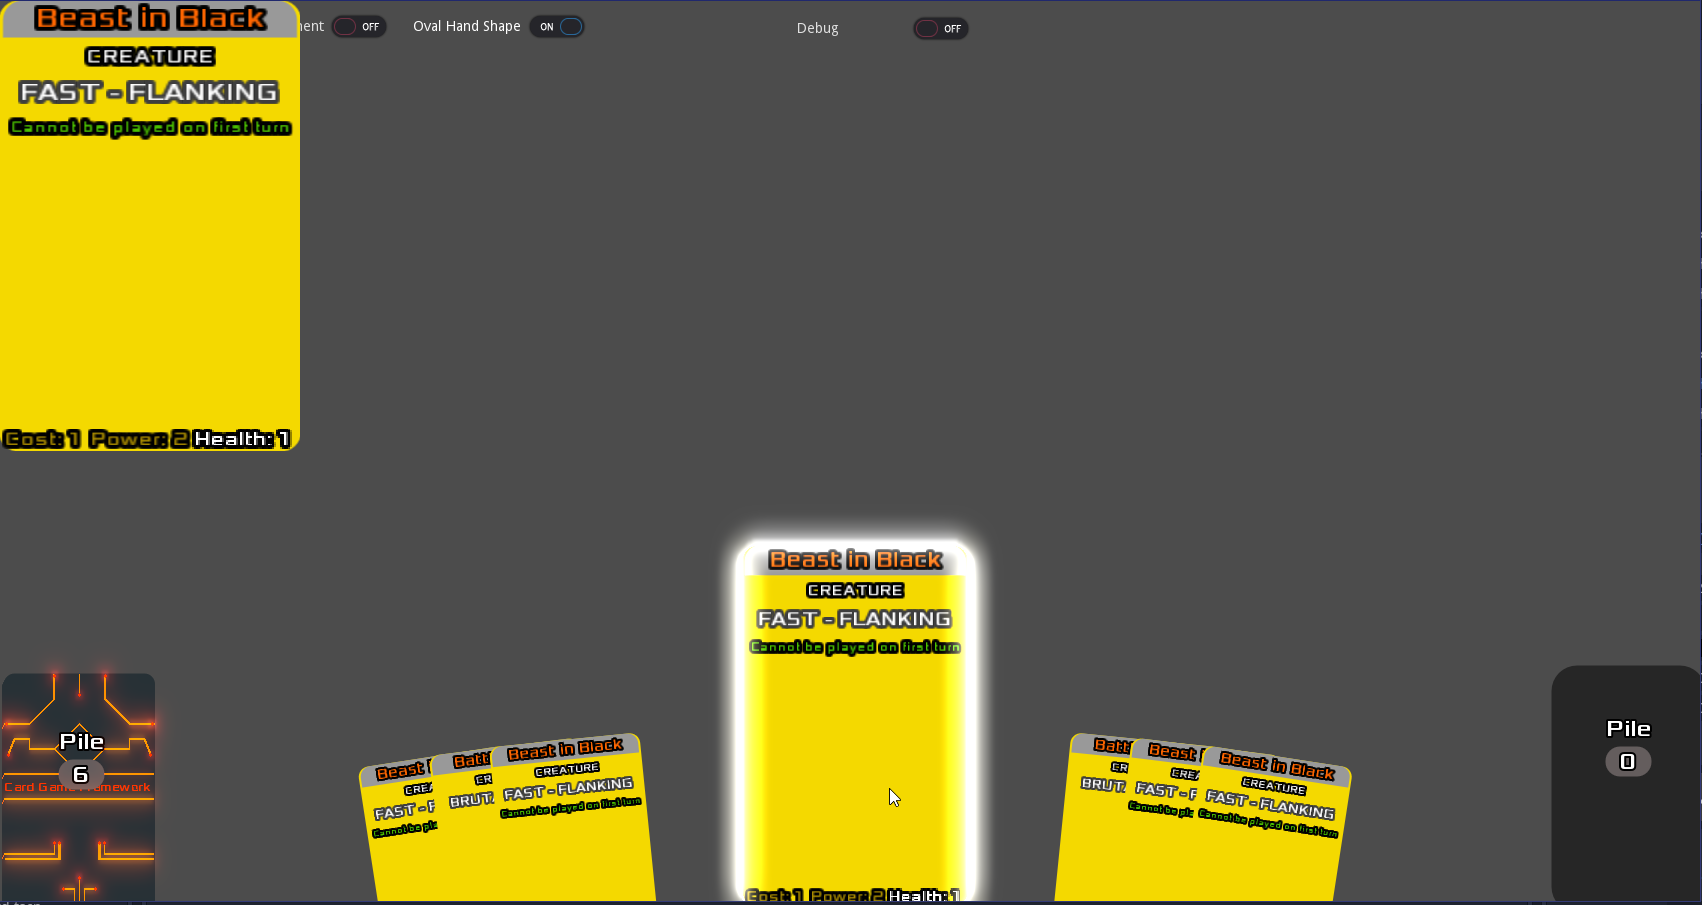 Beast in Black
CREATURE
FAST - FLANKING
Cannot be played on first turn
Cost: 1 Power: 2 Health: 1
OFF
Oval Hand Shape
ON
Debug
OFF
Beast in Black
CREATURE
FAST - FLANKING
Cannot be played on first turn
Cost: 1 Power: 2 Health: 1
Pile
6
Card Game Framework
Beast
CREA
FAST - F
Cannot be pla
Batt
CR
BRUT
Beast in Black
CREATURE
FAST - FLANKING
Cannot be played on first turn
Batt
CR
BRUT
Beast
CREA
FAST - F
Cannot be pla
Beast in Black
CREATURE
FAST - FLANKING
Cannot be played on first turn
Pile
0